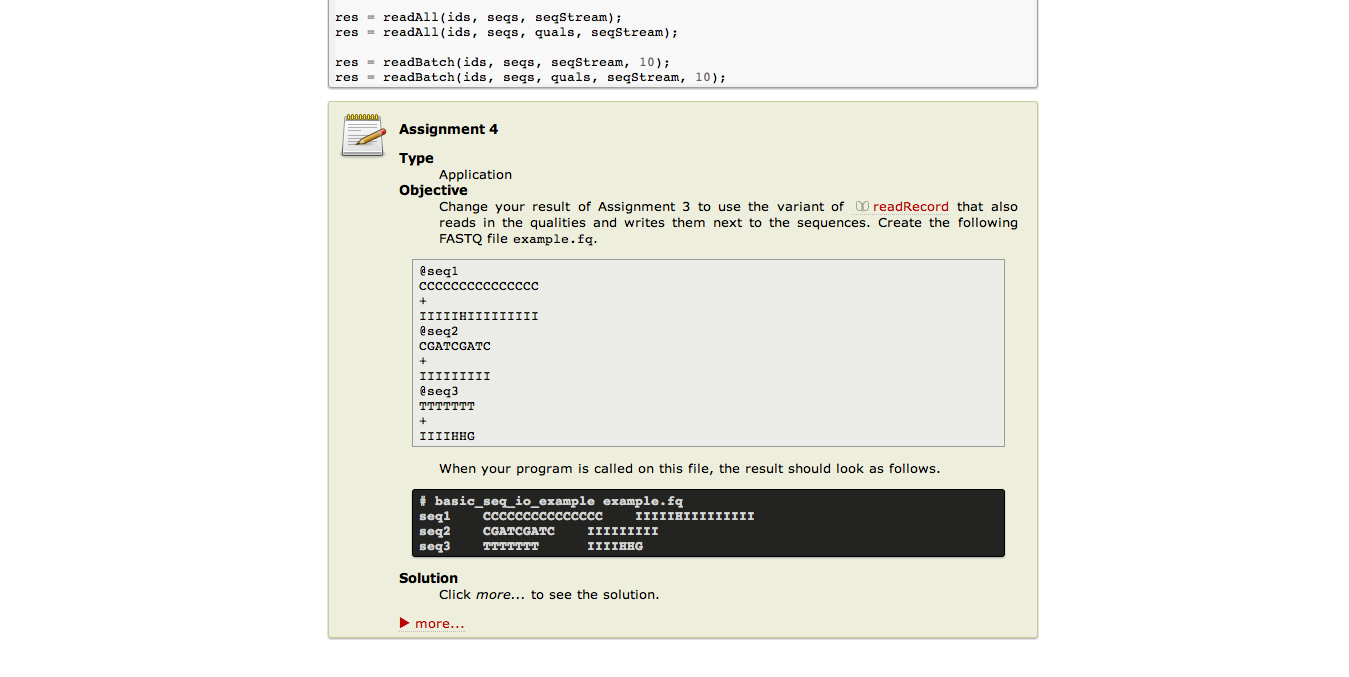 res = readAll(ids, seqs, seqStream);
res = readAll(ids, seqs, quals, seqStream);
res = readBatch(ids, seqs, seqStream, 10);
res = readBatch(ids, seqs, quals, seqStream, 10);
Assignment 4
Type
Application
Objective
Change your result of Assignment 3 to use the variant of readRecord that also
reads in the qualities and writes them next to the sequences. Create the following
FASTQ file example.fq.
@seq1
CCCCCCCCCCCCCCC
+
IIIIIHIIIIIIIII
@seq2
CGATCGATC
+
IIIIIIIII
@seq3
TTTTTTT
+
IIIIHHG
When your program is called on this file, the result should look as follows.
# basic_seq_io_example example.fq
seq1    CCCCCCCCCCCCCCC    IIIIIHIIIIIIIII
seq2    CGATCGATC    IIIIIIIII
seq3    TTTTTTT      IIIIHHG
Solution
Click more... to see the solution.
more...